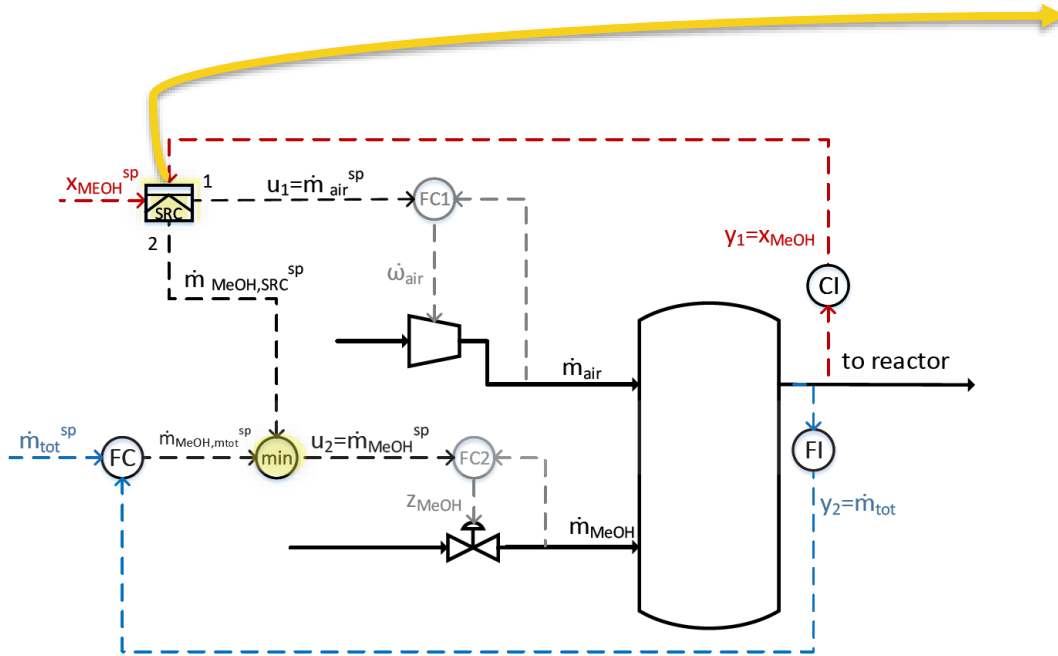 x_MEOH^sp
1
SRC
2
u₁=ṁ_air^sp
FC1
ṁ_MeOH,SRC^sp
ω̇_air
y₁=x_MeOH
CI
ṁ_air
to reactor
ṁ_tot^sp
FC
ṁ_MeOH,mtot^sp
min
u₂=ṁ_MeOH^sp
FC2
FI
z_MeOH
ṁ_MeOH
y₂=ṁ_tot